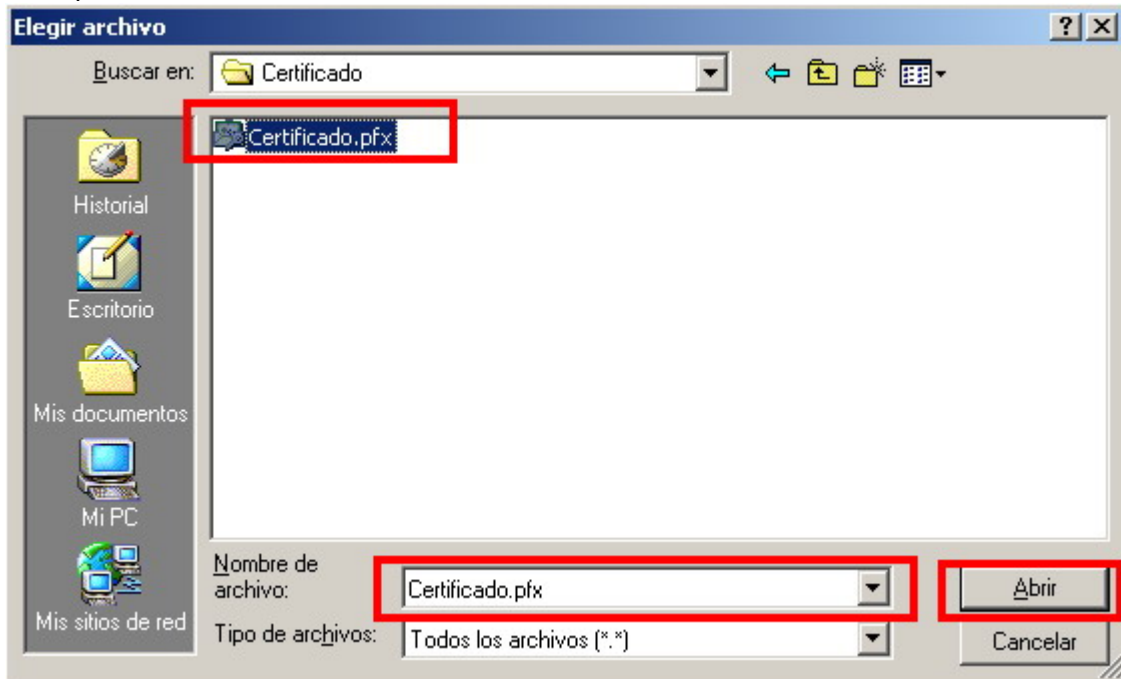 Elegir archivo
Buscar en: Certificado
Certificado.pfx
Historial
Escritorio
Mis documentos
Mi PC
Mis sitios de red
Nombre de
archivo: Certificado.pfx Abrir
Tipo de archivos: Todos los archivos (*.*) Cancelar